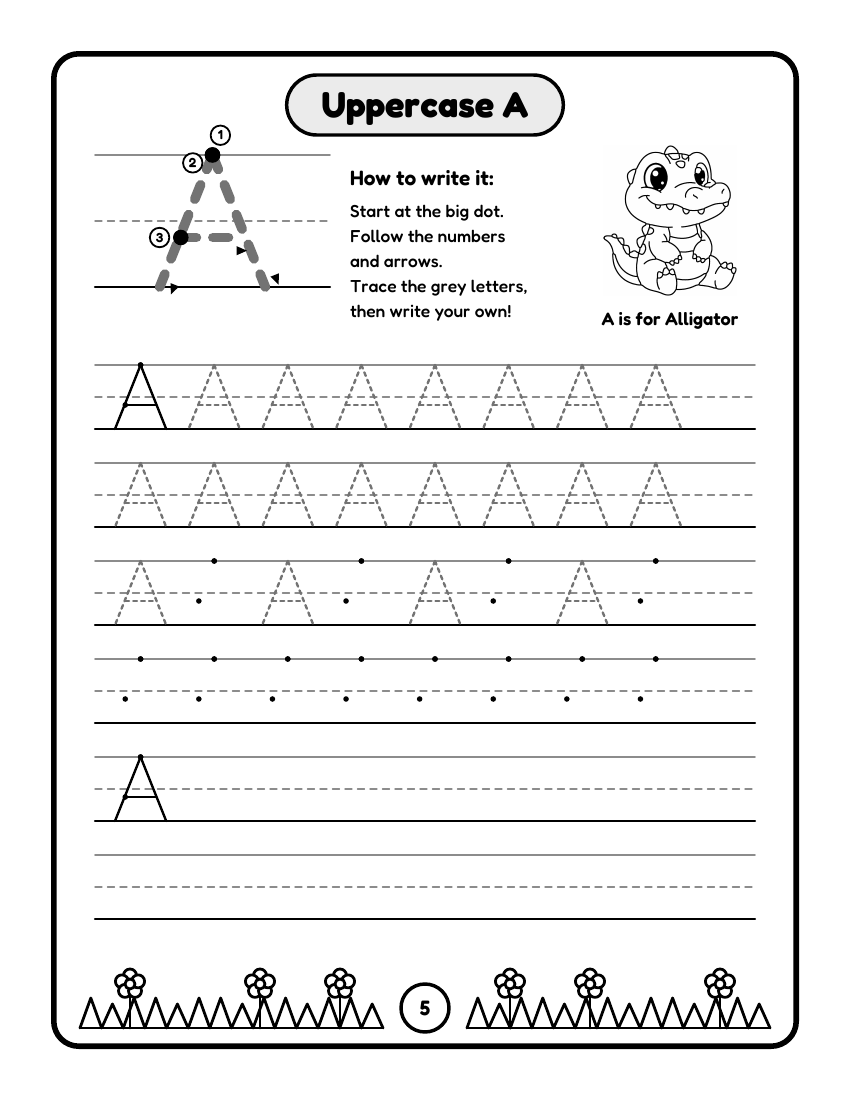 Uppercase A
1
2
3
A
How to write it:
Start at the big dot.
Follow the numbers
and arrows.
Trace the grey letters,
then write your own!
A is for Alligator
A A A A A A A A
A A A A A A A A
A A A A
A
5